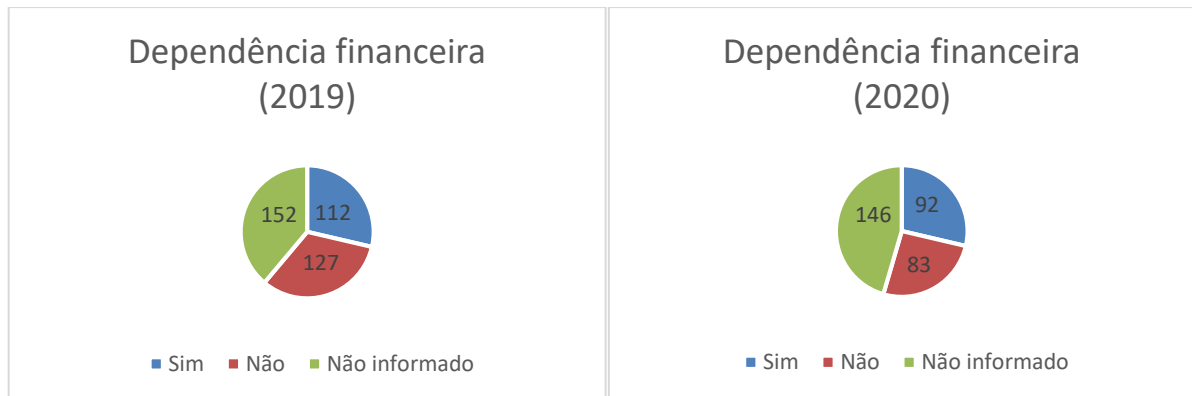 Dependência financeira
(2019)
152
112
127
Sim Não Não informado
Dependência financeira
(2020)
146
92
83
Sim Não Não informado